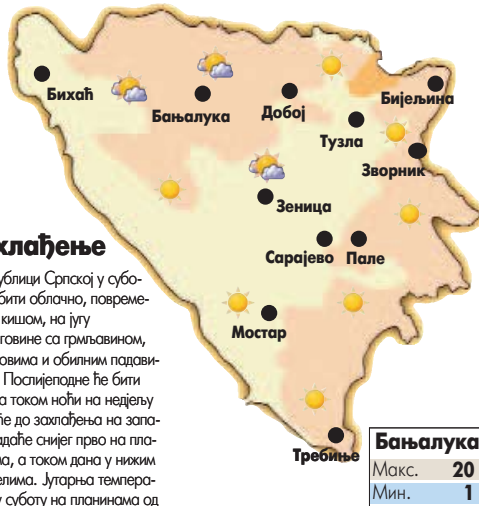 Бихаћ
Бањалука
Добој
Бијељина
Тузла
Зворник
Зеница
Сарајево
Пале
Мостар
Требиње
хлађење
ублици Српској у субо-
бити облачно, повреме-
кишом, на југу
говине са грмљавином,
овима и обилним падави-
Послијеподне ће бити
а током ноћи на недјељу
ће до захлађења на запа-
адаће снијег прво на пла-
ма, а током дана у нижим
елима. Јутарња темпера-
у суботу на планинама од
Бањалука
Макс. 20
Мин. 1